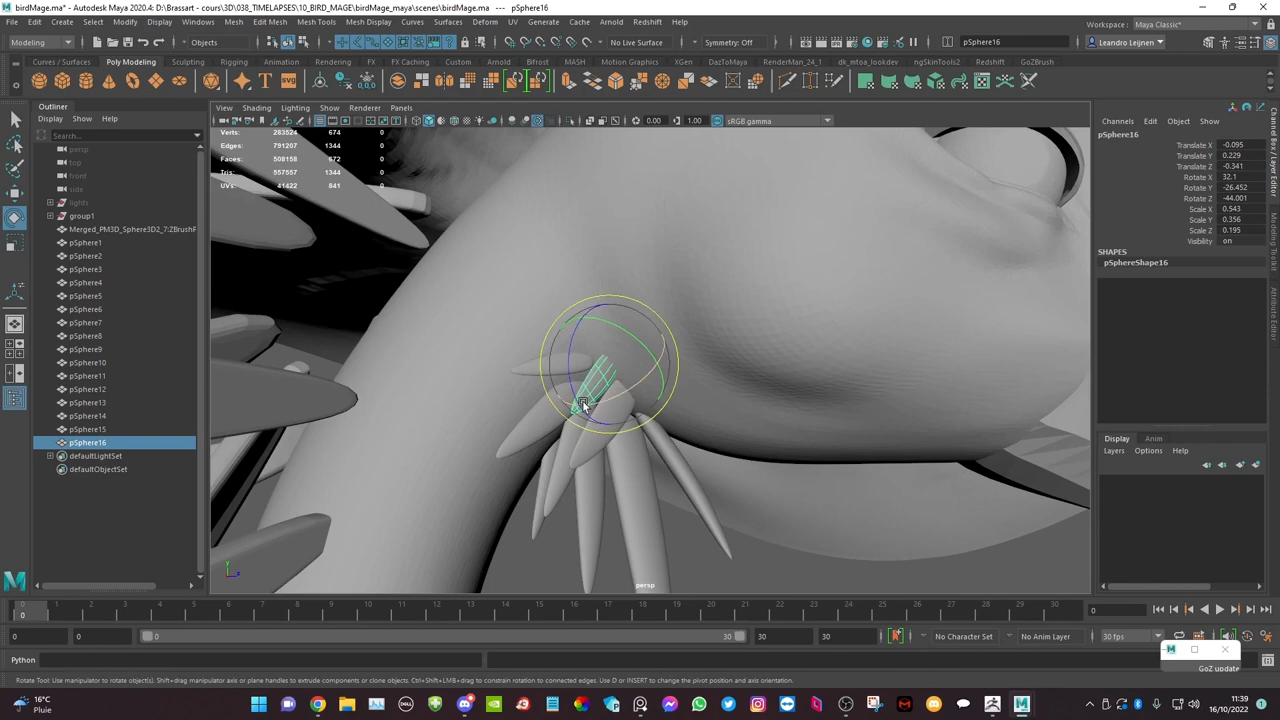 birdMage.ma* - Autodesk Maya 2020.4: D:\Brassart - cours\3D\038_TIMELAPSES\10_BIRD_MAGE\birdMage_maya\scenes\birdMage.ma --- pSphere16
File Edit Create Select Modify Display Windows Mesh Edit Mesh Mesh Tools Mesh Display Curves Surfaces Deform UV Generate Cache Arnold Redshift Help
Workspace : Maya Classic*
Modeling Objects No Live Surface Symmetry: Off pSphere16 Leandro Leijnen
Curves / Surfaces Poly Modeling Sculpting Rigging Animation Rendering FX FX Caching Custom Arnold Bifrost MASH Motion Graphics XGen DazToMaya RenderMan_24_1 dk_mtoa_lookdev ngSkinTools2 Redshift GoZBrush
Outliner
Display Show Help
Search...
persp
top
front
side
lights
group1
Merged_PM3D_Sphere3D2_7:ZBrushP
pSphere1
pSphere2
pSphere3
pSphere4
pSphere5
pSphere6
pSphere7
pSphere8
pSphere9
pSphere10
pSphere11
pSphere12
pSphere13
pSphere14
pSphere15
pSphere16
defaultLightSet
defaultObjectSet
View Shading Lighting Show Renderer Panels
0.00 1.00 sRGB gamma
Verts: 283524 674 0
Edges: 791207 1344 0
Faces: 508158 672 0
Tris: 557557 1344 0
UVs: 41422 841 0
persp
Channels Edit Object Show
pSphere16
Translate X -0.095
Translate Y 0.229
Translate Z -0.341
Rotate X 32.1
Rotate Y -26.452
Rotate Z -44.001
Scale X 0.543
Scale Y 0.356
Scale Z 0.195
Visibility on
SHAPES
pSphereShape16
Channel Box / Layer Editor
Modeling Toolkit
Attribute Editor
Display Anim
Layers Options Help
0 1 2 3 4 5 6 7 8 9 10 11 12 13 14 15 16 17 18 19 20 21 22 23 24 25 26 27 28 29 30
0
0
0 0 0 30 30 30 No Character Set No Anim Layer 30 fps
Python
GoZ update
Rotate Tool: Use manipulator to rotate object(s). Shift+drag manipulator axis or plane handles to extrude components or clone objects. Ctrl+Shift+LMB+drag to constrain rotation to connected edges. Use D or INSERT to change the pivot position and axis orientation.
16°C
Pluie
11:39
16/10/2022